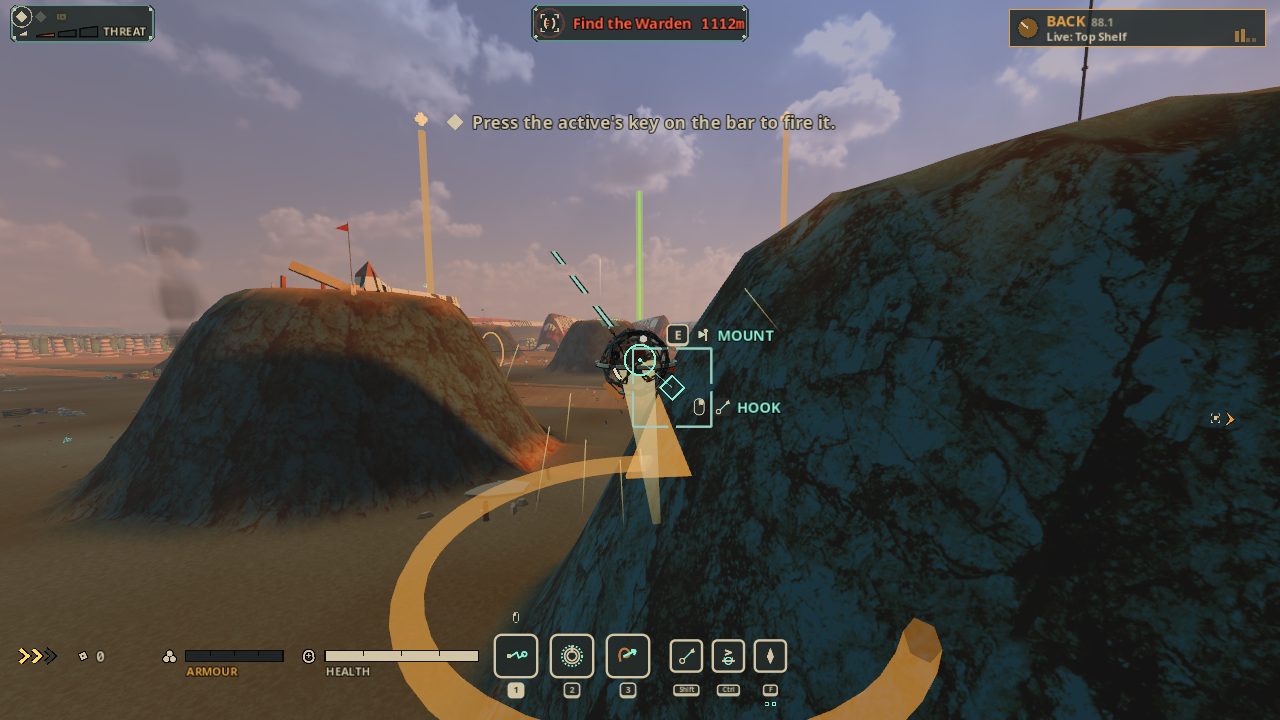 THREAT
Find the Warden 1112m
BACK 88.1
Live: Top Shelf
Press the active's key on the bar to fire it.
E MOUNT
HOOK
0
ARMOUR
HEALTH
1
2
3
Shift
Ctrl
F